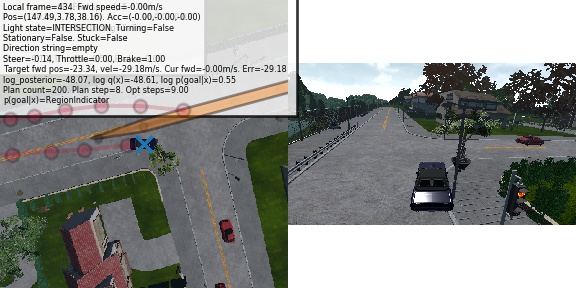 Local frame=434. Fwd speed=-0.00m/s
Pos=(147.49,3.78,38.16). Acc=(-0.00,-0.00,-0.00)
Light state=INTERSECTION. Turning=False
Stationary=False. Stuck=False
Direction string=empty
Steer=-0.14, Throttle=0.00, Brake=1.00
Target fwd pos=-23.34, vel=-29.18m/s. Cur fwd=-0.00m/s. Err=-29.18
log_posterior=-48.07, log q(x)=-48.61, log p(goal|x)=0.55
Plan count=200. Plan step=8. Opt steps=9.00
p(goal|x)=RegionIndicator